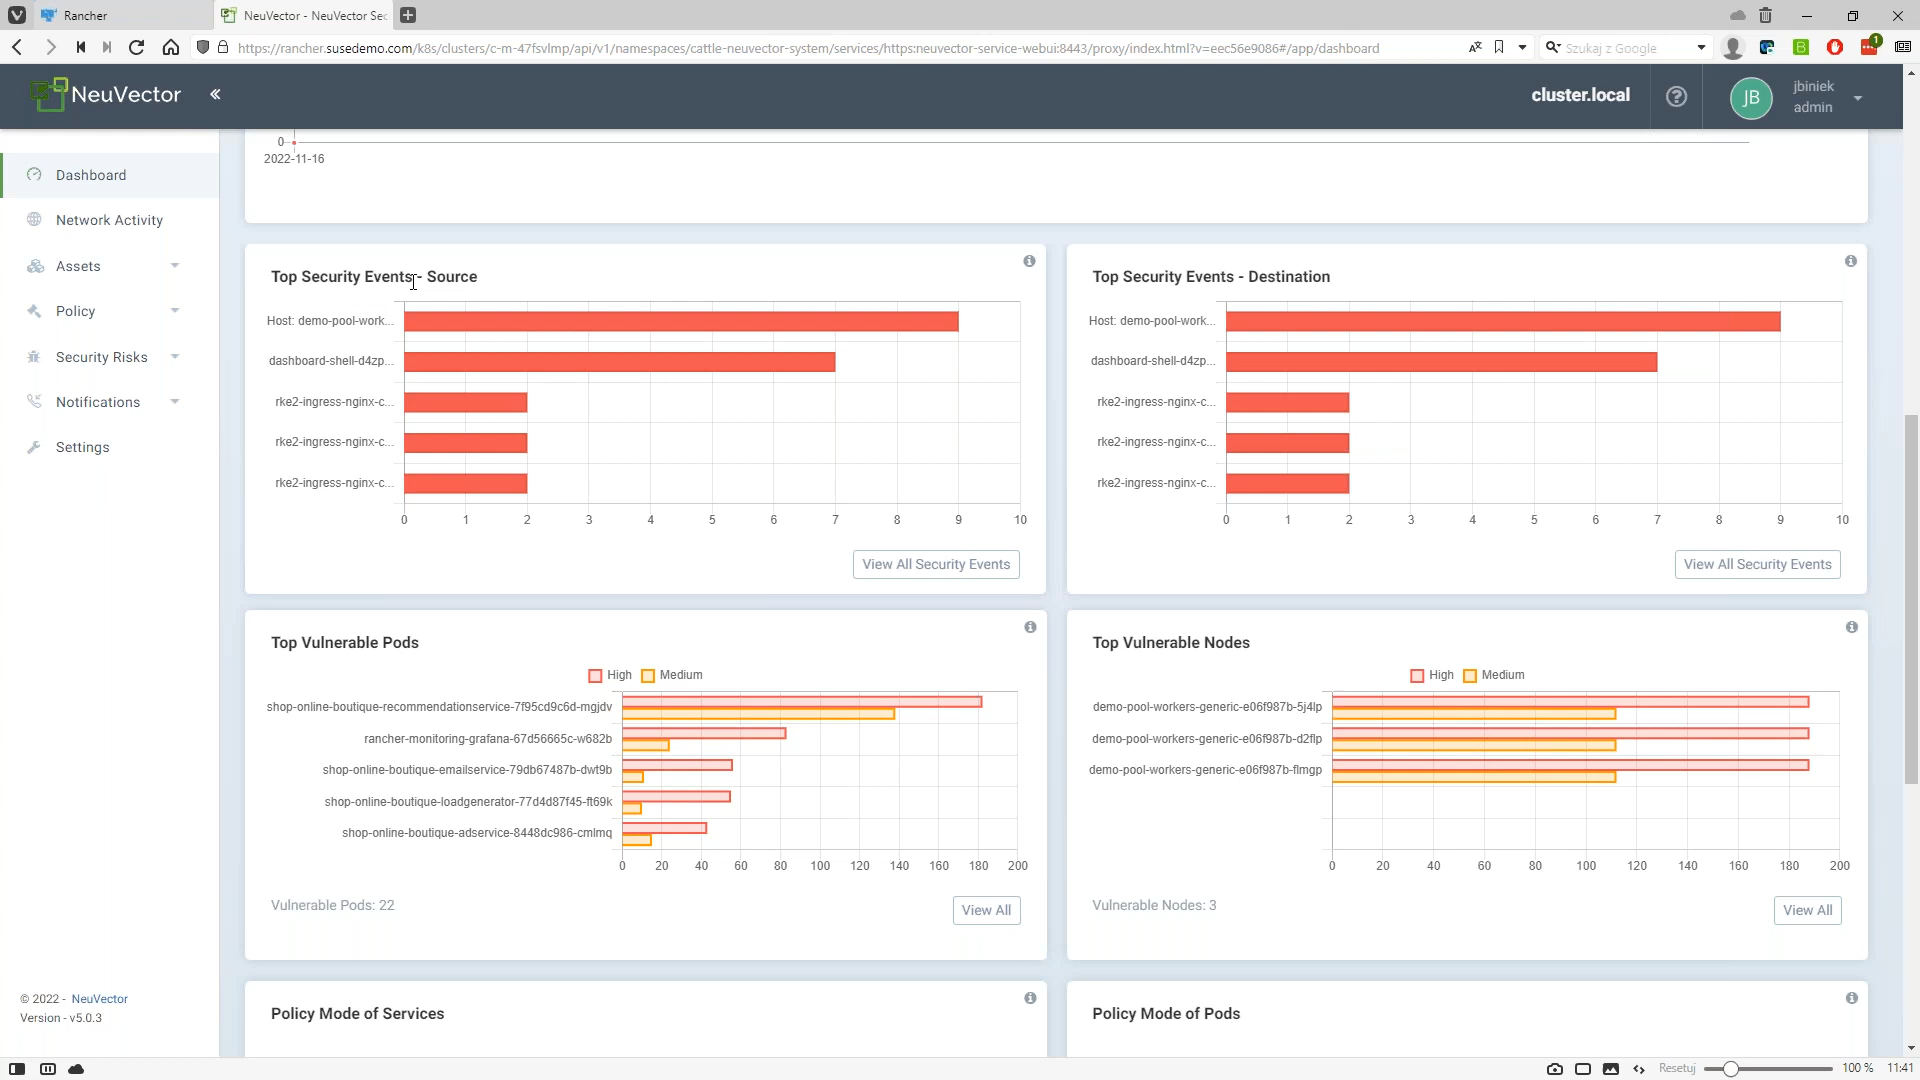 Rancher
NeuVector - NeuVector Sec
https://rancher.susedemo.com/k8s/clusters/c-m-47fsvlmp/api/v1/namespaces/cattle-neuvector-system/services/https:neuvector-service-webui:8443/proxy/index.html?v=eec56e9086#/app/dashboard
Szukaj z Google
1
NeuVector
«
cluster.local
JB
jbiniek
admin
Dashboard
Network Activity
Assets
Policy
Security Risks
Notifications
Settings
© 2022 - NeuVector
Version - v5.0.3
0
2022-11-16
Top Security Events - Source
Host: demo-pool-work...
dashboard-shell-d4zp...
rke2-ingress-nginx-c...
rke2-ingress-nginx-c...
rke2-ingress-nginx-c...
0 1 2 3 4 5 6 7 8 9 10
View All Security Events
Top Security Events - Destination
Host: demo-pool-work...
dashboard-shell-d4zp...
rke2-ingress-nginx-c...
rke2-ingress-nginx-c...
rke2-ingress-nginx-c...
0 1 2 3 4 5 6 7 8 9 10
View All Security Events
Top Vulnerable Pods
High Medium
shop-online-boutique-recommendationservice-7f95cd9c6d-mgjdv
rancher-monitoring-grafana-67d56665c-w682b
shop-online-boutique-emailservice-79db67487b-dwt9b
shop-online-boutique-loadgenerator-77d4d87f45-ft69k
shop-online-boutique-adservice-8448dc986-cmlmq
0 20 40 60 80 100 120 140 160 180 200
Vulnerable Pods: 22
View All
Top Vulnerable Nodes
High Medium
demo-pool-workers-generic-e06f987b-5j4lp
demo-pool-workers-generic-e06f987b-d2flp
demo-pool-workers-generic-e06f987b-flmgp
0 20 40 60 80 100 120 140 160 180 200
Vulnerable Nodes: 3
View All
Policy Mode of Services
Policy Mode of Pods
Resetuj
100 %
11:41